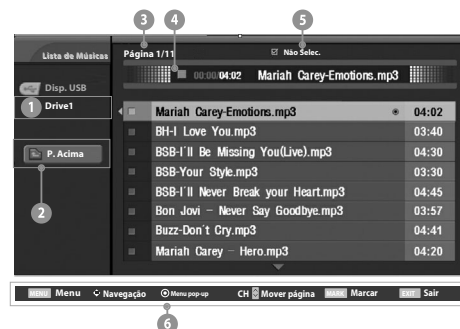 3 4 5
Lista de Músicas Página 1/11 Não Selec.
00:00/04:02 Mariah Carey-Emotions.mp3
Disp. USB
1 Drive1
Mariah Carey-Emotions.mp3 04:02
BH-I Love You.mp3 03:40
P. Acima BSB-I´ll Be Missing You(Live).mp3 04:30
BSB-Your Style.mp3 03:30
2 BSB-I´ll Never Break your Heart.mp3 04:45
Bon Jovi – Never Say Goodbye.mp3 03:57
Buzz-Don´t Cry.mp3 04:41
Mariah Carey – Hero.mp3 04:20
MENU Menu Navegação Menu pop-up CH Mover página MARK Marcar EXIT Sair
6